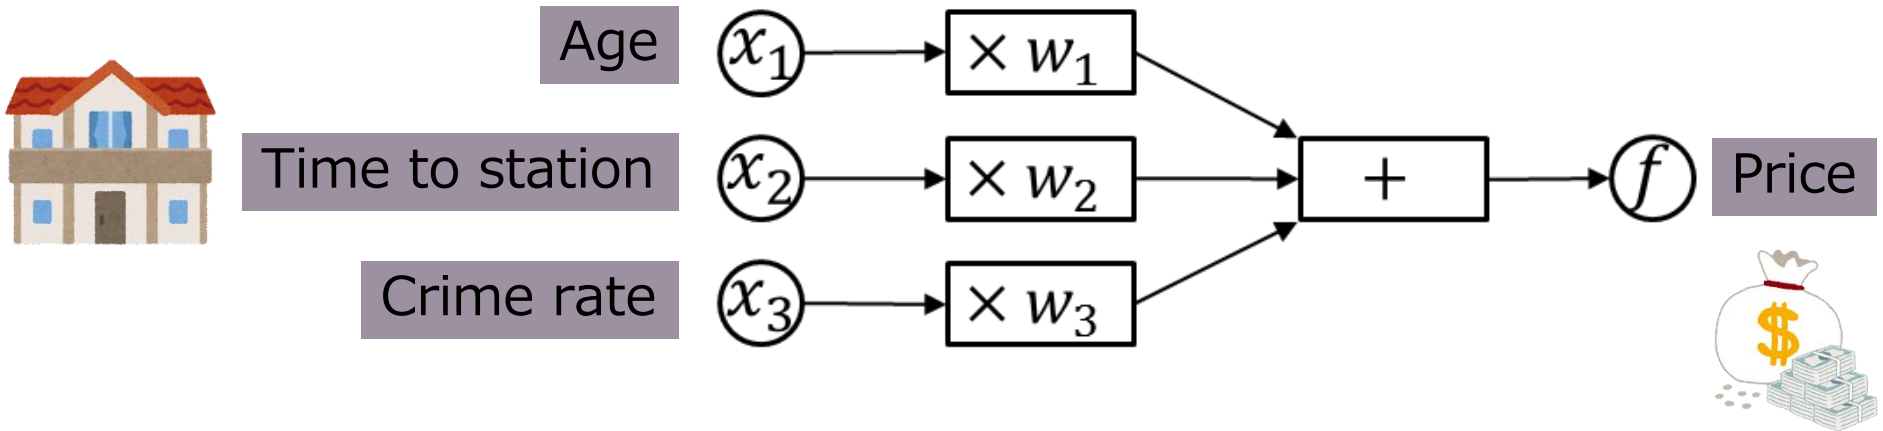 Age x₁ × w₁
Time to station x₂ × w₂ + f Price
Crime rate x₃ × w₃
$